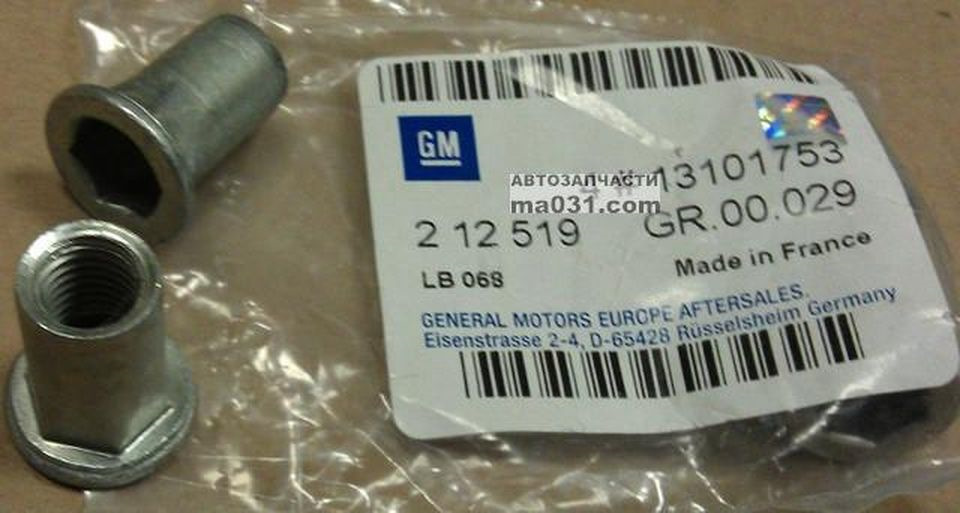 GM
4 # 13101753
АВТОЗАПЧАСТИ
ma031.com
2 12 519
GR.00.029
LB 068
Made in France
GENERAL MOTORS EUROPE AFTERSALES.
Eisenstrasse 2-4, D-65428 Rüsselsheim Germany